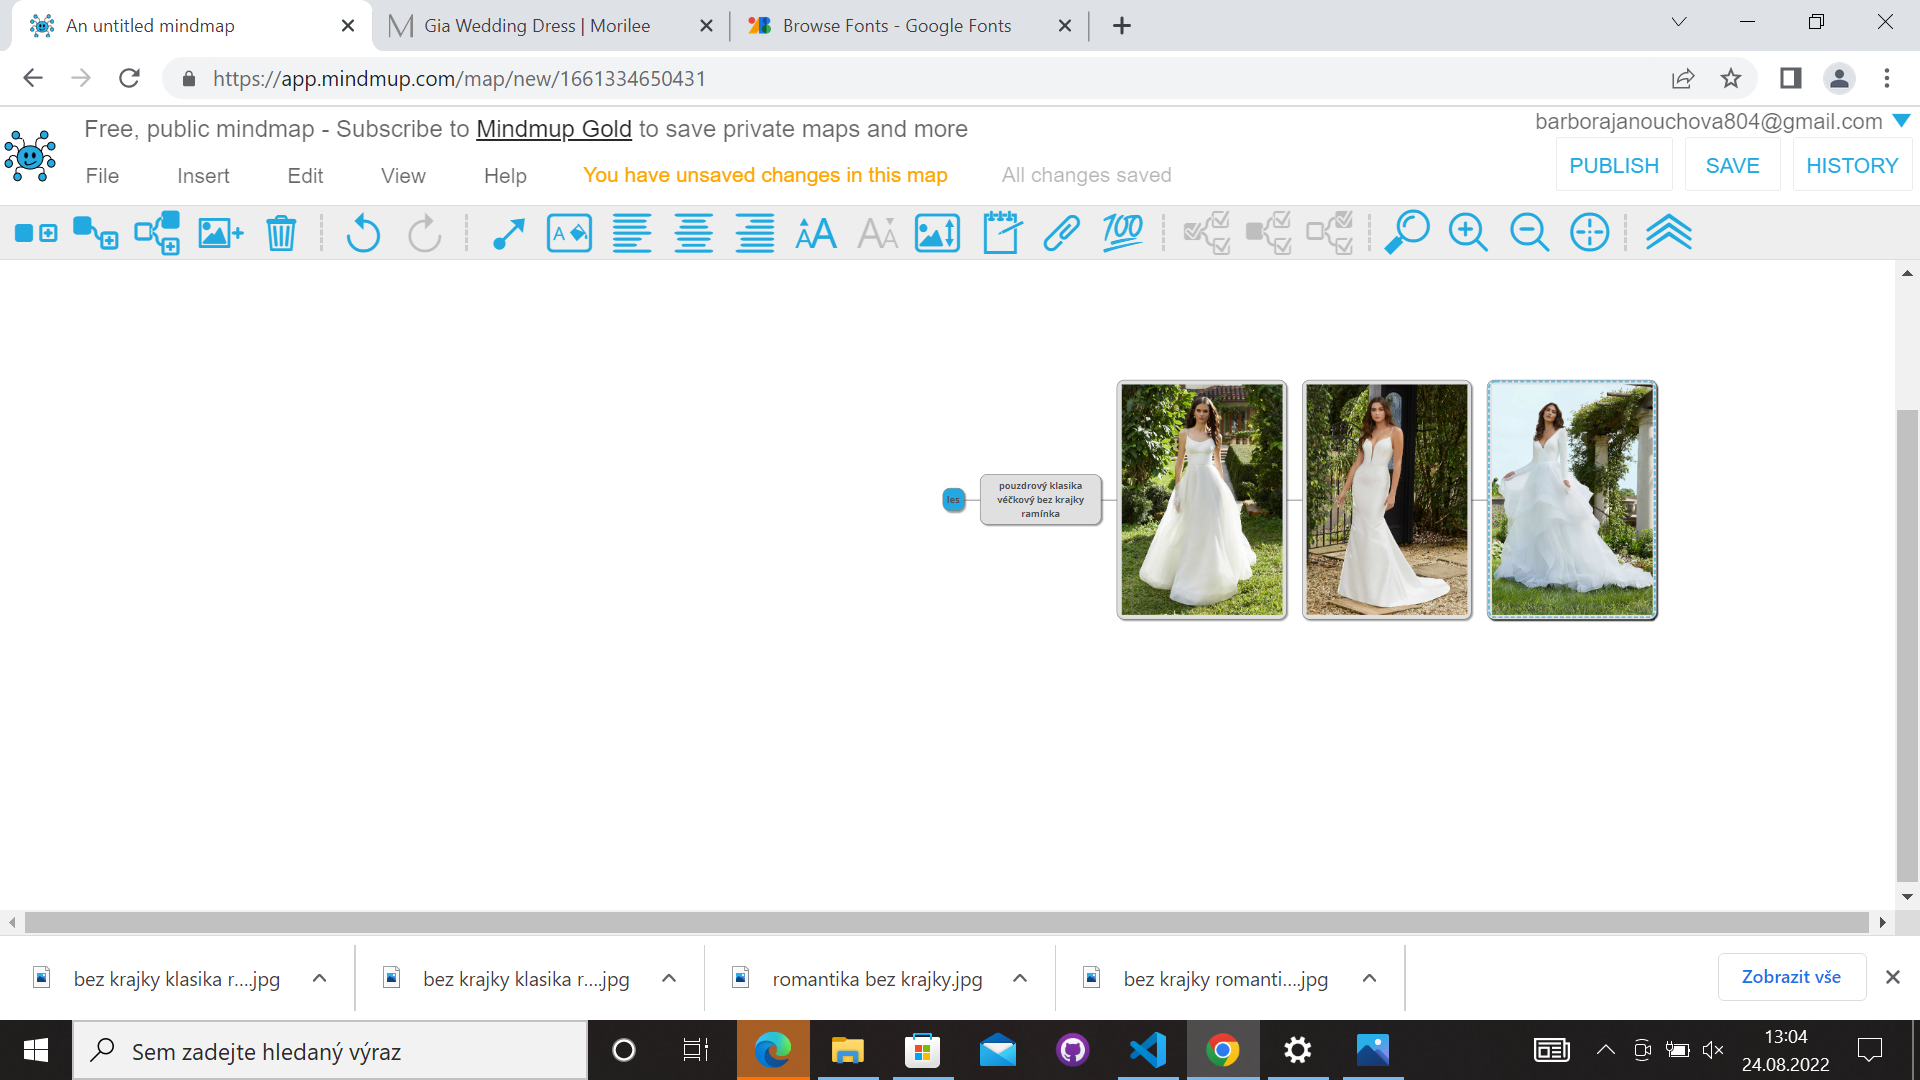 An untitled mindmap
Gia Wedding Dress | Morilee
Browse Fonts - Google Fonts
https://app.mindmup.com/map/new/1661334650431
Free, public mindmap - Subscribe to Mindmup Gold to save private maps and more
barborajanouchova804@gmail.com
File
Insert
Edit
View
Help
You have unsaved changes in this map
All changes saved
PUBLISH
SAVE
HISTORY
A
AA
AA
100
les
pouzdrový klasika
véčkový bez krajky
ramínka
bez krajky klasika r....jpg
bez krajky klasika r....jpg
romantika bez krajky.jpg
bez krajky romanti....jpg
Zobrazit vše
Sem zadejte hledaný výraz
13:04
24.08.2022